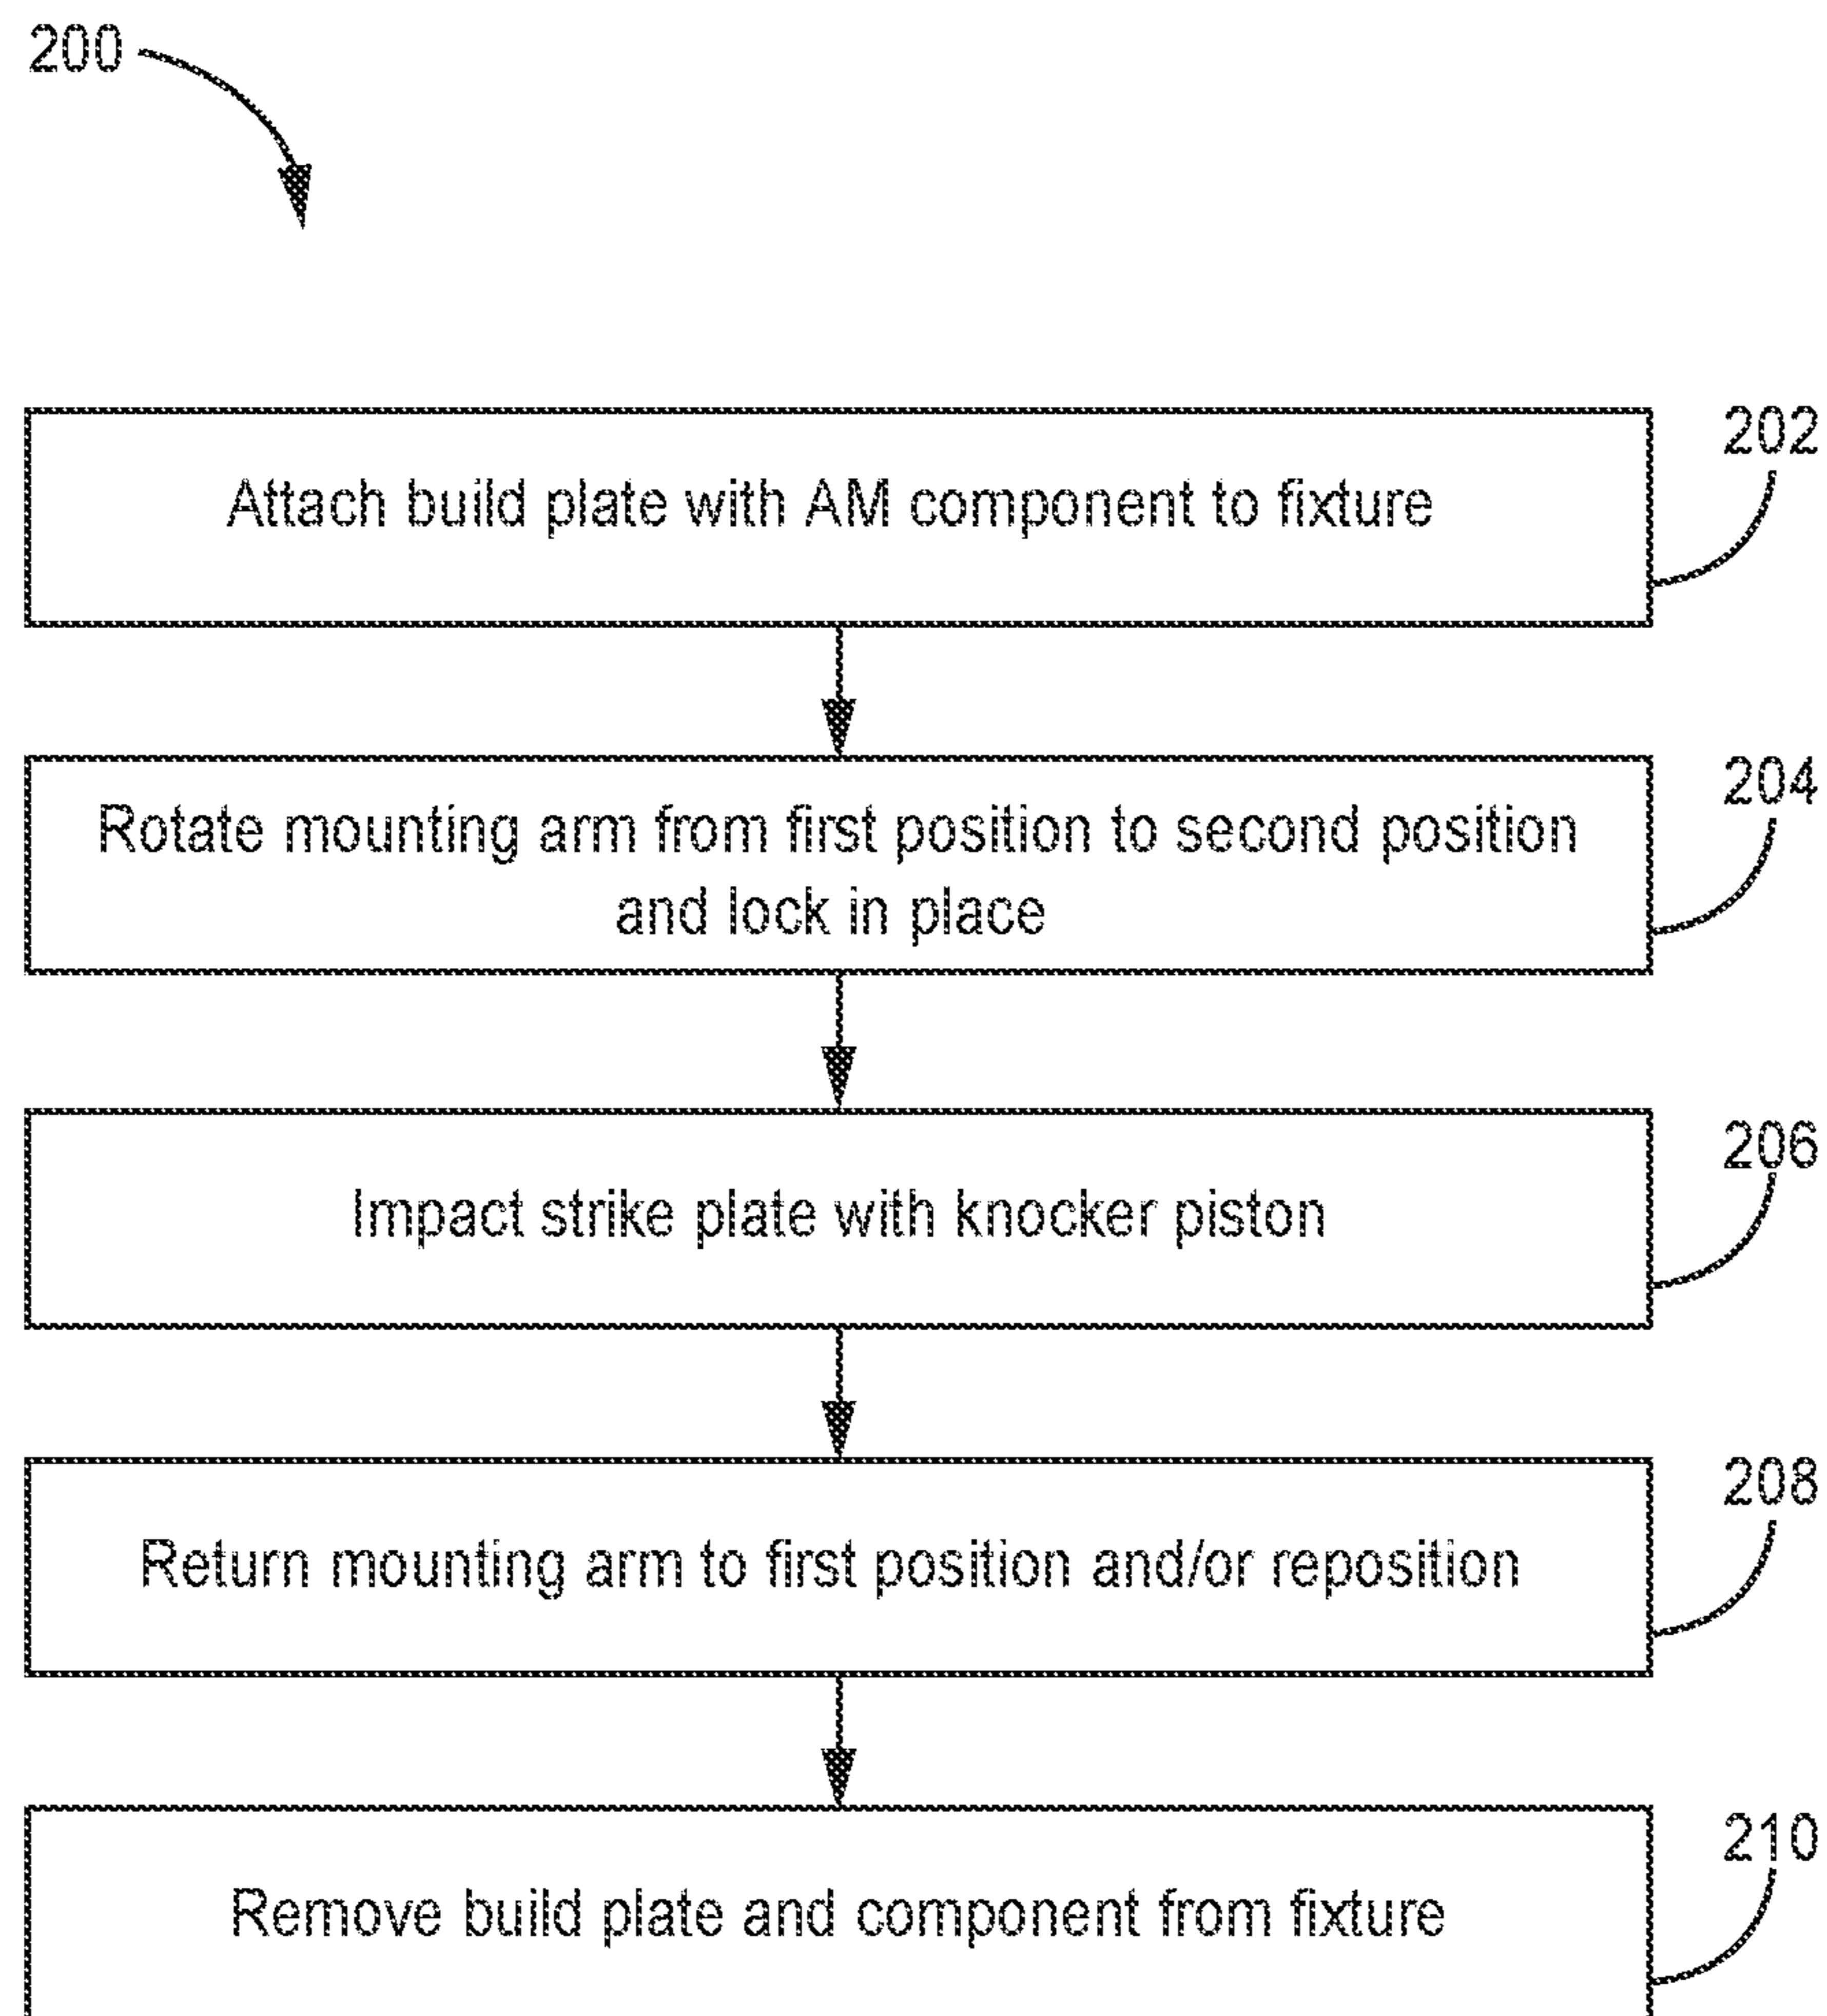 200
202
Attach build plate with AM component to fixture
204
Rotate mounting arm from first position to second position
and lock in place
206
Impact strike plate with knocker piston
208
Return mounting arm to first position and/or reposition
210
Remove build plate and component from fixture